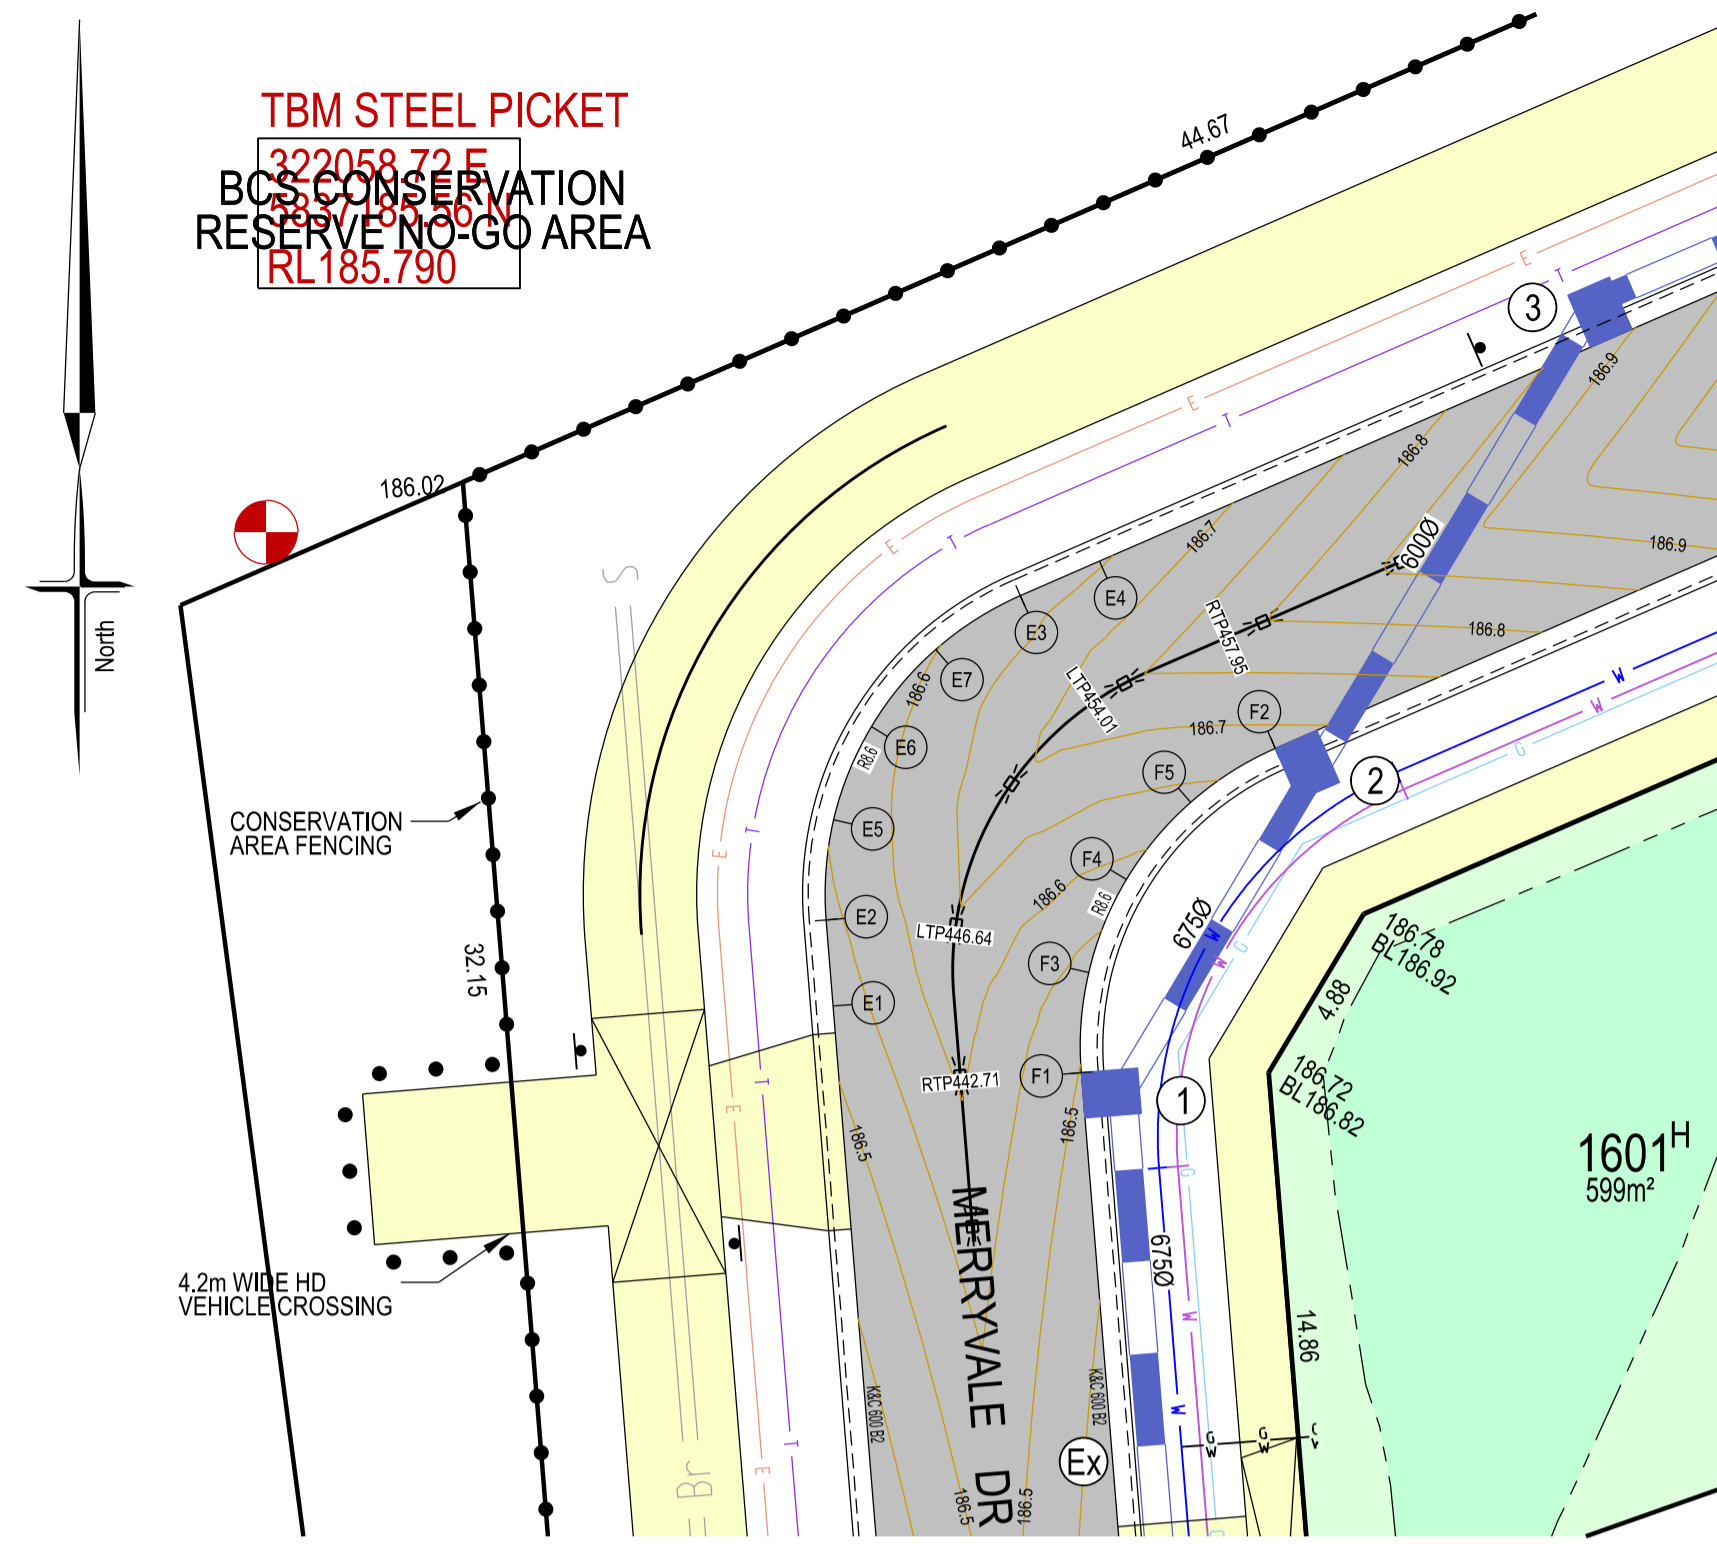 TBM STEEL PICKET
322058.72 E
BCS CONSERVATION
5837185.56 N
RESERVE NO-GO AREA
RL185.790
44.67
186.02
North
S
3
186.9
186.8
600Ø
186.7
186.9
E4
E3
RTP457.95
186.8
E7
186.6
LTP454.01
F2
E6
R8.6
186.7
F5
2
CONSERVATION
AREA FENCING
E5
F4
186.6
R8.6
E2
LTP446.64
675Ø
186.78
BL186.92
32.15
F3
4.88
E1
RTP442.71
F1
1
186.72
BL186.82
186.5
186.5
1601H
599m²
MERRYVALE DR
675Ø
4.2m WIDE HD
VEHICLE CROSSING
14.86
K&C 600 B2
K&C 600 B2
Ex
Br
186.5
186.5
E
E
E
E
E
E
E
T
T
T
T
T
T
W
W
W
W
W
W
G
G
G
G
W
G
W